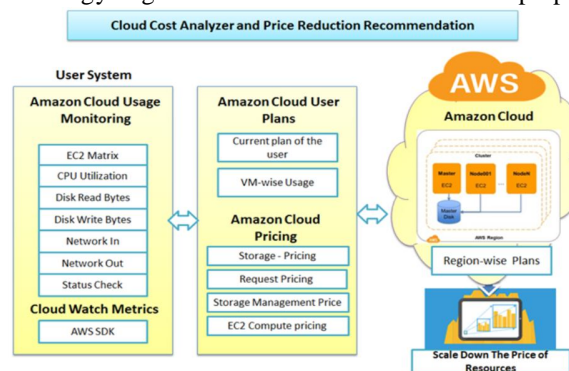 Cloud Cost Analyzer and Price Reduction Recommendation
User System
Amazon Cloud Usage
Monitoring
EC2 Matrix
CPU Utilization
Disk Read Bytes
Disk Write Bytes
Network In
Network Out
Status Check
Cloud Watch Metrics
AWS SDK
Amazon Cloud User
Plans
Current plan of the
user
VM-wise Usage
Amazon Cloud
Pricing
Storage - Pricing
Request Pricing
Storage Management Price
EC2 Compute pricing
AWS
Amazon Cloud
Cluster
Master
EC2
Node001
EC2
...
NodeN
EC2
Master
Disk
AWS Region
Region-wise Plans
Scale Down The Price of
Resources